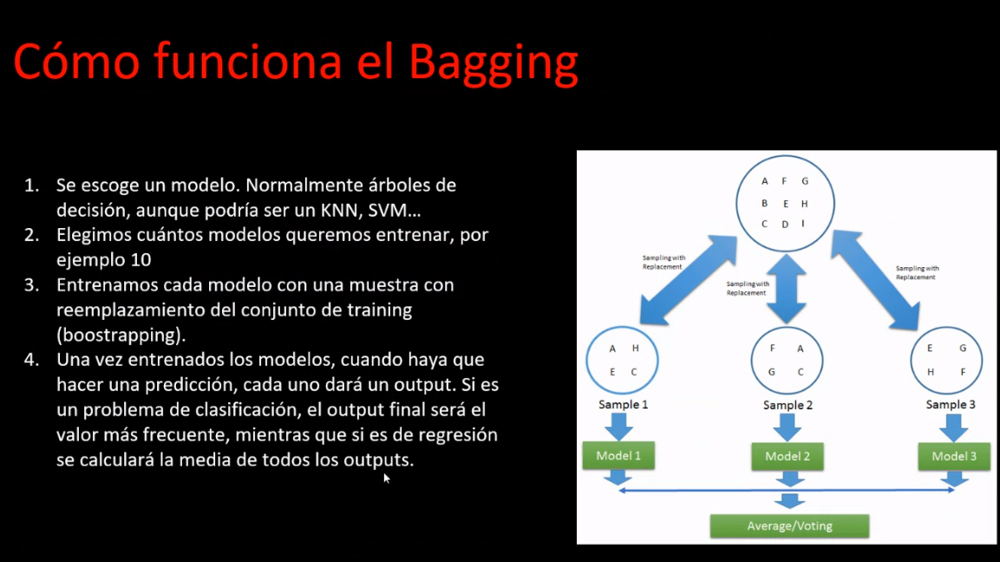 Cómo funciona el Bagging
1. Se escoge un modelo. Normalmente árboles de
decisión, aunque podría ser un KNN, SVM...
2. Elegimos cuántos modelos queremos entrenar, por
ejemplo 10
3. Entrenamos cada modelo con una muestra con
reemplazamiento del conjunto de training
(boostrapping).
4. Una vez entrenados los modelos, cuando haya que
hacer una predicción, cada uno dará un output. Si es
un problema de clasificación, el output final será el
valor más frecuente, mientras que si es de regresión
se calculará la media de todos los outputs.
A F G
B E H
C D I
Sampling with
Replacement
Sampling with
Replacement
Sampling with
Replacement
A H
E C
F A
G C
E G
H F
Sample 1
Sample 2
Sample 3
Model 1
Model 2
Model 3
Average/Voting